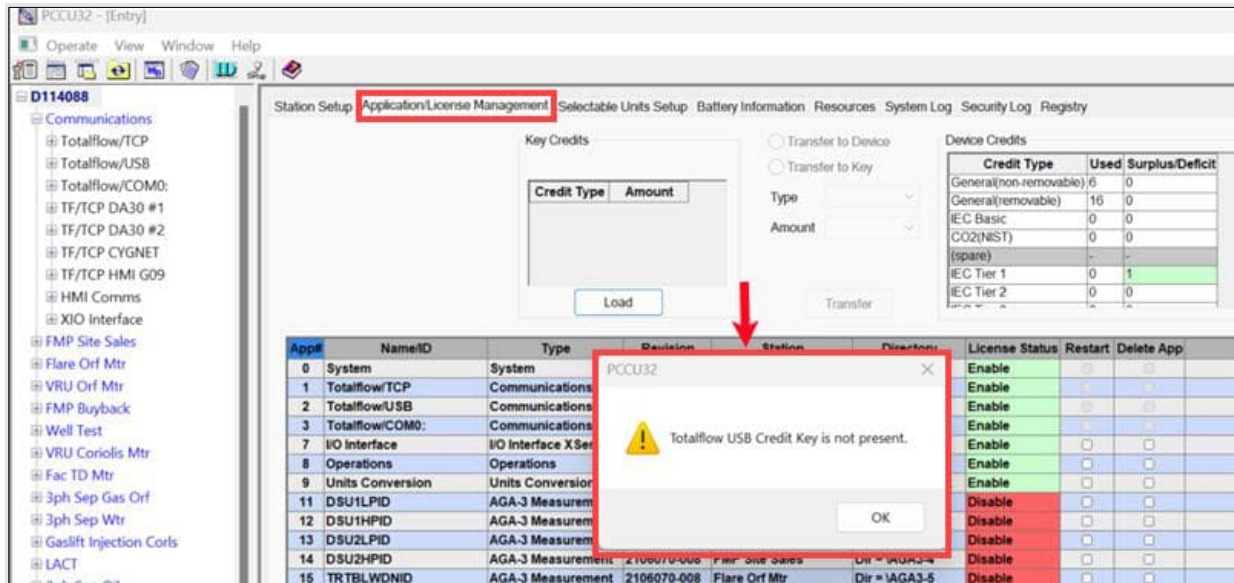 PCCU32 - [Entry]
Operate View Window Help
D114088
Communications
Totalflow/TCP
Totalflow/USB
Totalflow/COM0:
TF/TCP DA30 #1
TF/TCP DA30 #2
TF/TCP CYGNET
TF/TCP HMI G09
HMI Comms
XIO Interface
FMP Site Sales
Flare Orf Mtr
VRU Orf Mtr
FMP Buyback
Well Test
VRU Coriolis Mtr
Fac TD Mtr
3ph Sep Gas Orf
3ph Sep Wtr
Gaslift Injection Corls
LACT
Station Setup Application/License Management Selectable Units Setup Battery Information Resources System Log Security Log Registry
Key Credits
Credit Type Amount
Load
Transfer to Device
Transfer to Key
Type
Amount
Transfer
Device Credits
Credit Type Used Surplus/Deficit
General(non-removable) 6 0
General(removable) 16 0
IEC Basic 0 0
CO2(NIST) 0 0
(spare) - -
IEC Tier 1 0 1
IEC Tier 2 0 0
App# Name/ID Type Revision Station Directory License Status Restart Delete App
0 System System Enable
1 Totalflow/TCP Communications Enable
2 Totalflow/USB Communications Enable
3 Totalflow/COM0: Communications Enable
7 I/O Interface I/O Interface XSer Enable
8 Operations Operations Enable
9 Units Conversion Units Conversion Enable
11 DSU1LPID AGA-3 Measurem Disable
12 DSU1HPID AGA-3 Measurem Disable
13 DSU2LPID AGA-3 Measurem Disable
14 DSU2HPID AGA-3 Measurement 2106070-008 FMP Site Sales Dir = \AGA3-4 Disable
15 TRTBLWDNID AGA-3 Measurement 2106070-008 Flare Orf Mtr Dir = \AGA3-5 Disable
PCCU32
Totalflow USB Credit Key is not present.
OK